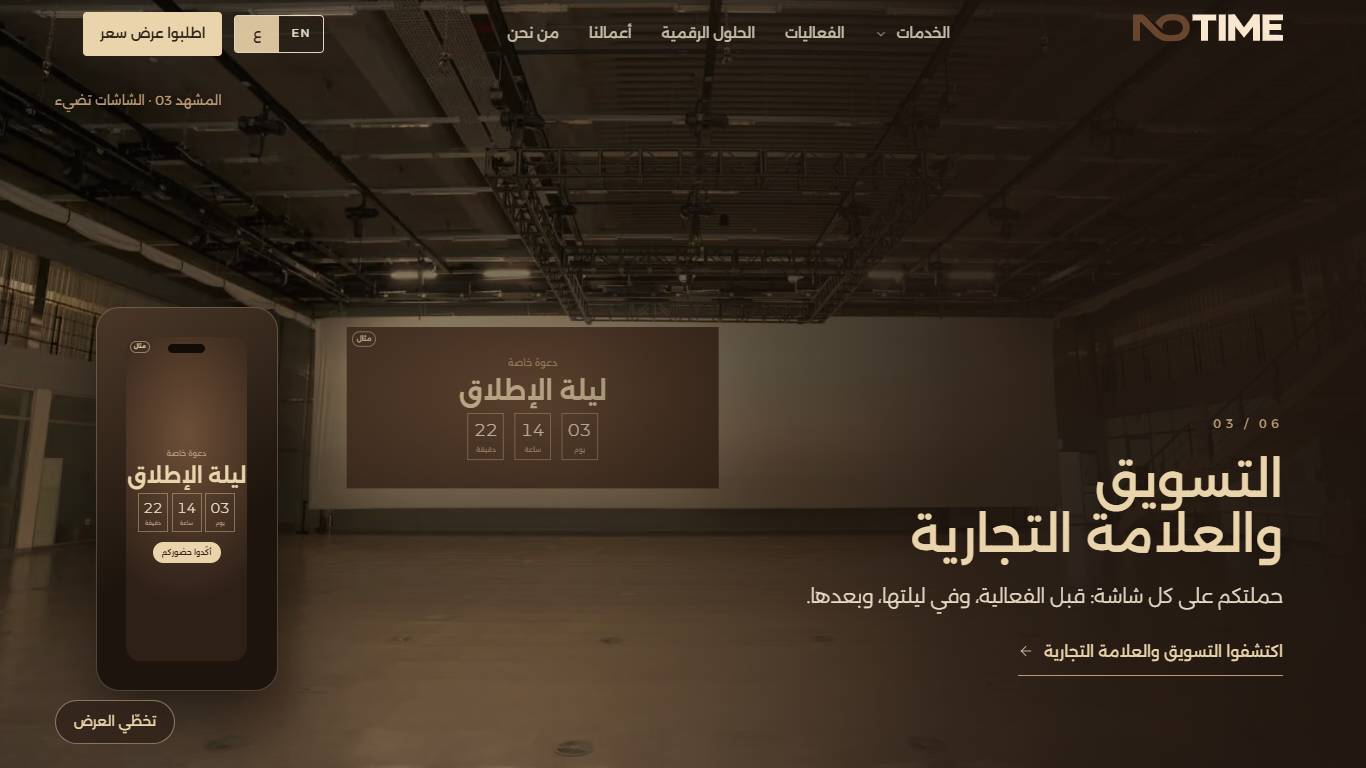 NOTIME
الخدمات
الفعاليات
الحلول الرقمية
أعمالنا
من نحن
EN
ع
اطلبوا عرض سعر
المشهد 03 · الشاشات تضيء
مثال
دعوة خاصة
ليلة الإطلاق
03 14 22
يوم ساعة دقيقة
مثال
دعوة خاصة
ليلة الإطلاق
03 14 22
يوم ساعة دقيقة
أكّدوا حضوركم
03 / 06
التسويق
والعلامة التجارية
حملتكم على كل شاشة: قبل الفعالية، وفي ليلتها، وبعدها.
اكتشفوا التسويق والعلامة التجارية
تخطّي العرض